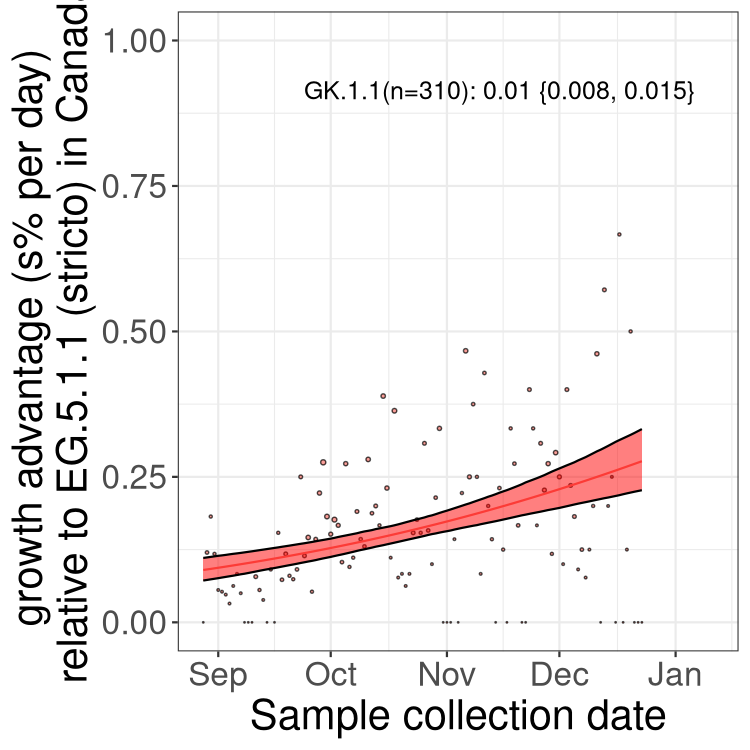 growth advantage (s% per day)
relative to EG.5.1.1 (stricto) in Canada
1.00
0.75
0.50
0.25
0.00
GK.1.1(n=310): 0.01 {0.008, 0.015}
Sep Oct Nov Dec Jan
Sample collection date